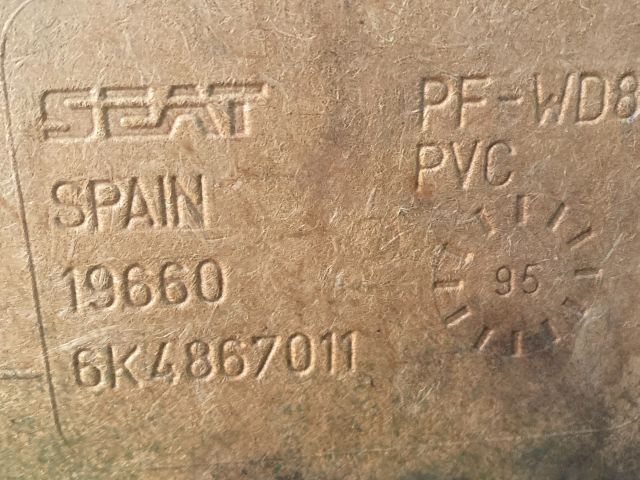 SEAT
SPAIN
19660
6K4867011
PF-WD8
PVC
95